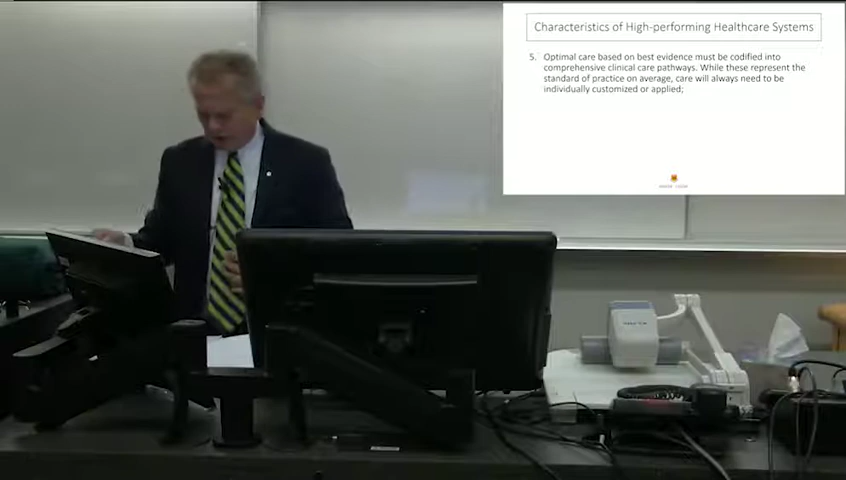 Characteristics of High-performing Healthcare Systems
5. Optimal care based on best evidence must be codified into
comprehensive clinical care pathways. While these represent the
standard of practice on average, care will always need to be
individually customized or applied;